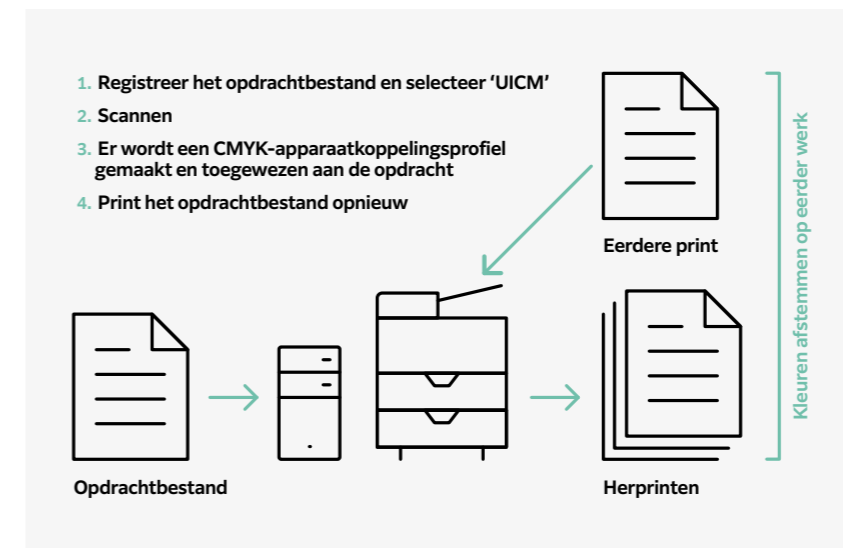 1. Registreer het opdrachtbestand en selecteer ‘UICM’
2. Scannen
3. Er wordt een CMYK-apparaatkoppelingsprofiel
gemaakt en toegewezen aan de opdracht
4. Print het opdrachtbestand opnieuw
Eerdere print
Kleuren afstemmen op eerder werk
Opdrachtbestand
Herprinten